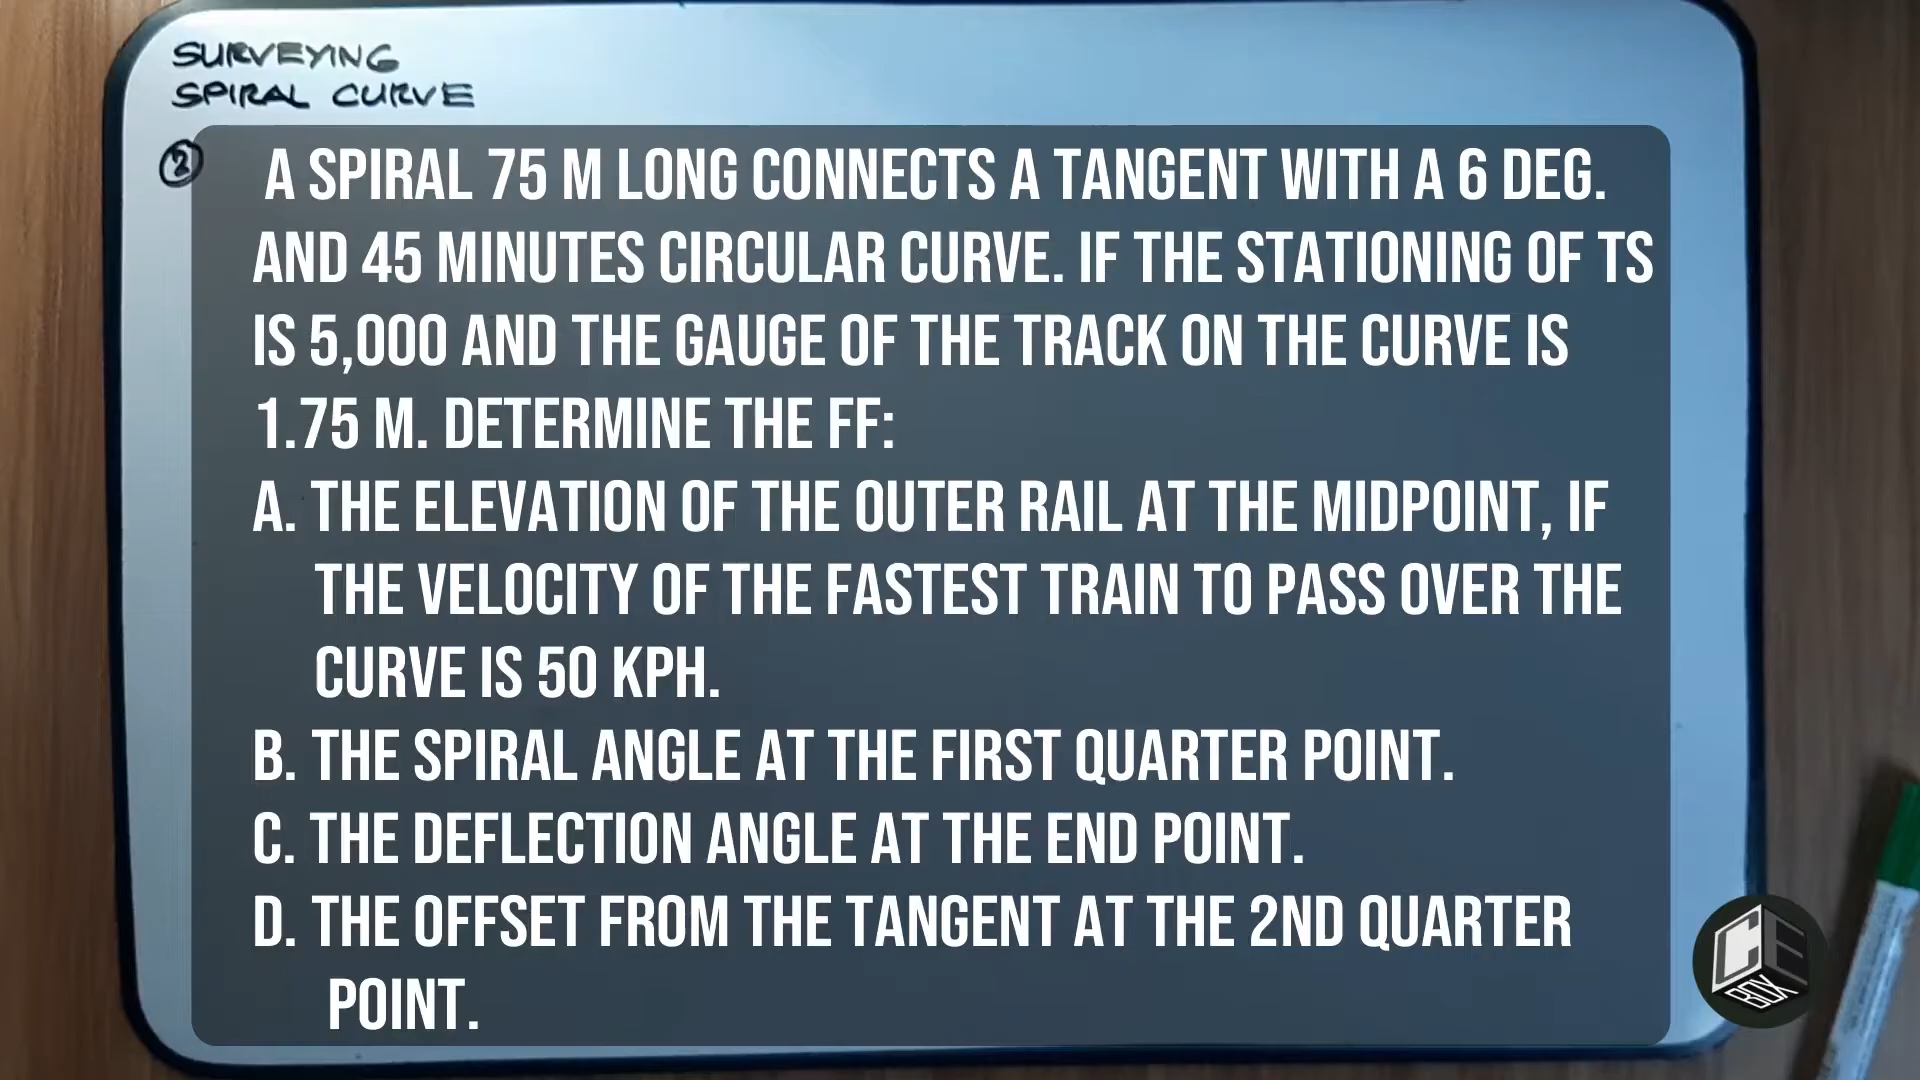 SURVEYING
SPIRAL CURVE
2
A SPIRAL 75 M LONG CONNECTS A TANGENT WITH A 6 DEG.
AND 45 MINUTES CIRCULAR CURVE. IF THE STATIONING OF TS
IS 5,000 AND THE GAUGE OF THE TRACK ON THE CURVE IS
1.75 M. DETERMINE THE FF:
A. THE ELEVATION OF THE OUTER RAIL AT THE MIDPOINT, IF
THE VELOCITY OF THE FASTEST TRAIN TO PASS OVER THE
CURVE IS 50 KPH.
B. THE SPIRAL ANGLE AT THE FIRST QUARTER POINT.
C. THE DEFLECTION ANGLE AT THE END POINT.
D. THE OFFSET FROM THE TANGENT AT THE 2ND QUARTER
POINT.
CE
BOX